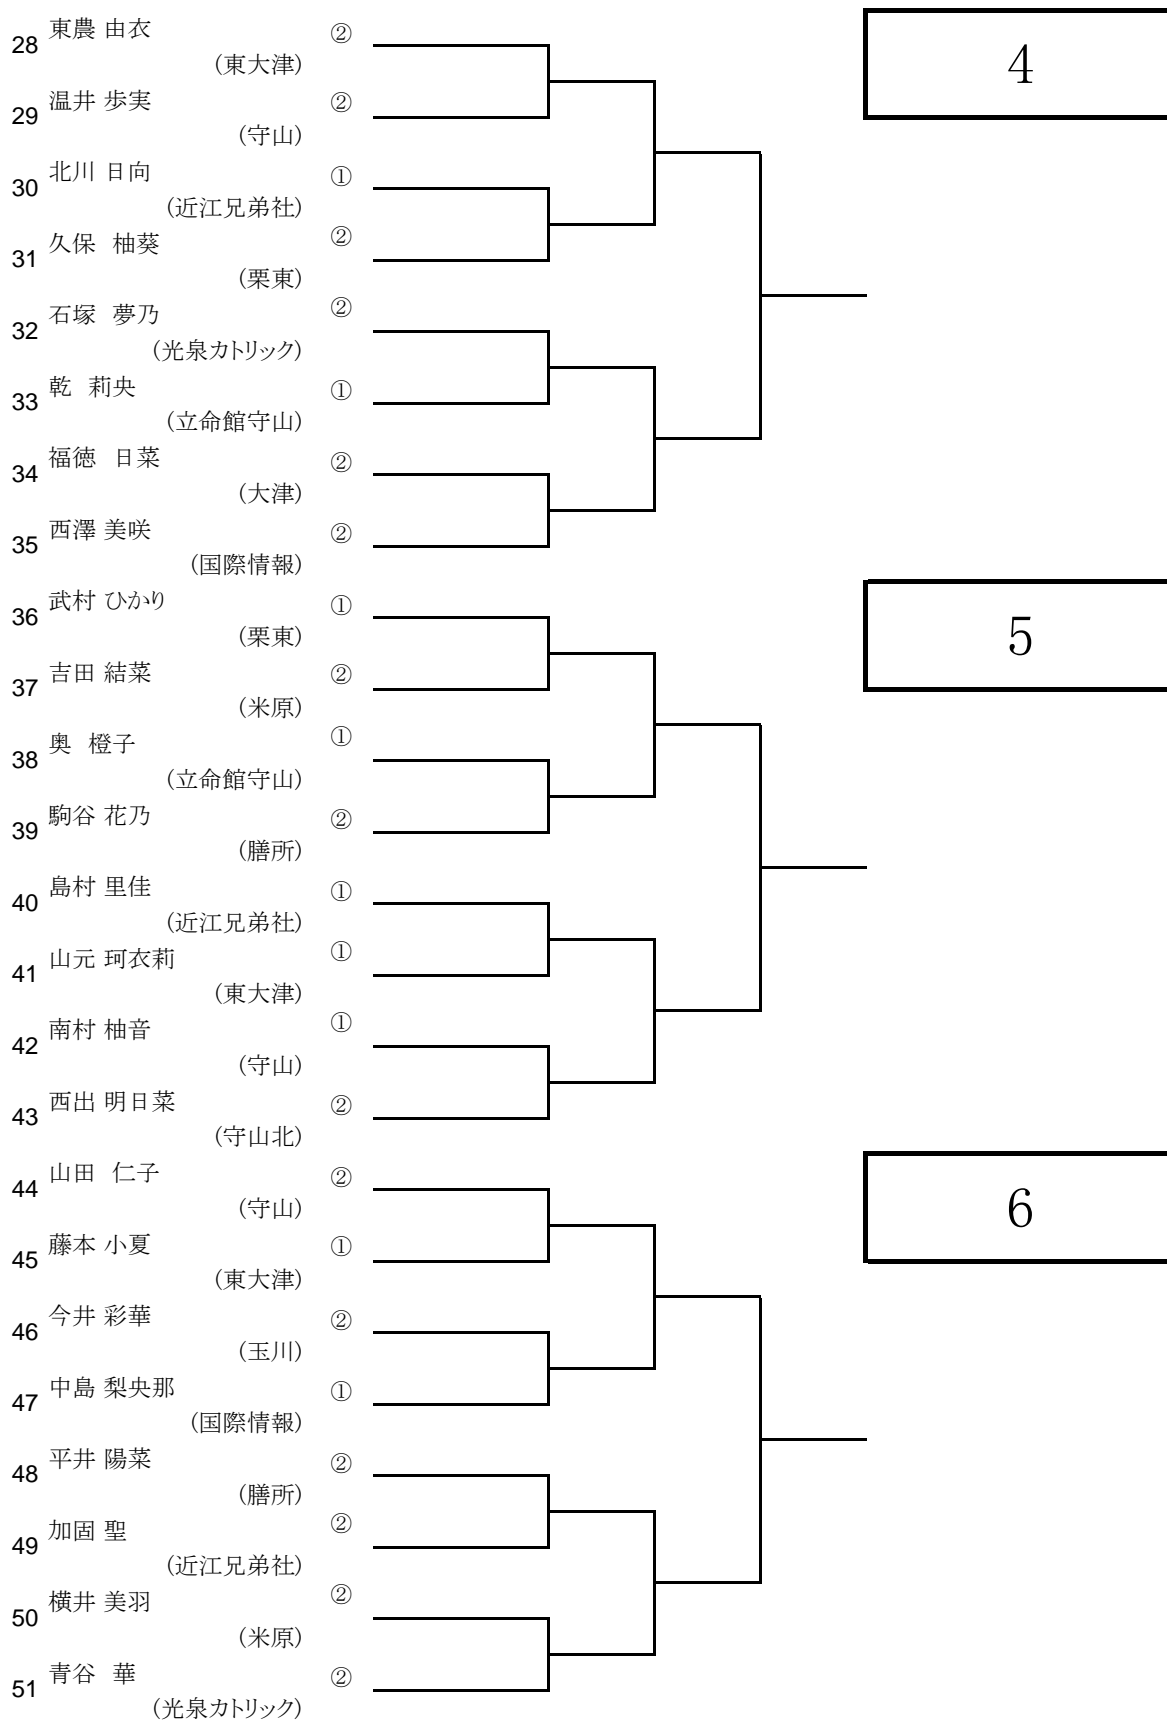 28 東農 由衣 ②
(東大津)
4
29 温井 歩実 ②
(守山)
30 北川 日向 ①
(近江兄弟社)
31 久保 柚葵 ②
(栗東)
32 石塚 夢乃 ②
(光泉カトリック)
33 乾 莉央 ①
(立命館守山)
34 福徳 日菜 ②
(大津)
35 西澤 美咲 ②
(国際情報)
36 武村 ひかり ①
(栗東)
5
37 吉田 結菜 ②
(米原)
38 奥 橙子 ①
(立命館守山)
39 駒谷 花乃 ②
(膳所)
40 島村 里佳 ①
(近江兄弟社)
41 山元 珂衣莉 ①
(東大津)
42 南村 柚音 ①
(守山)
43 西出 明日菜 ②
(守山北)
44 山田 仁子 ②
(守山)
6
45 藤本 小夏 ①
(東大津)
46 今井 彩華 ②
(玉川)
47 中島 梨央那 ①
(国際情報)
48 平井 陽菜 ②
(膳所)
49 加固 聖 ②
(近江兄弟社)
50 横井 美羽 ②
(米原)
51 青谷 華 ②
(光泉カトリック)